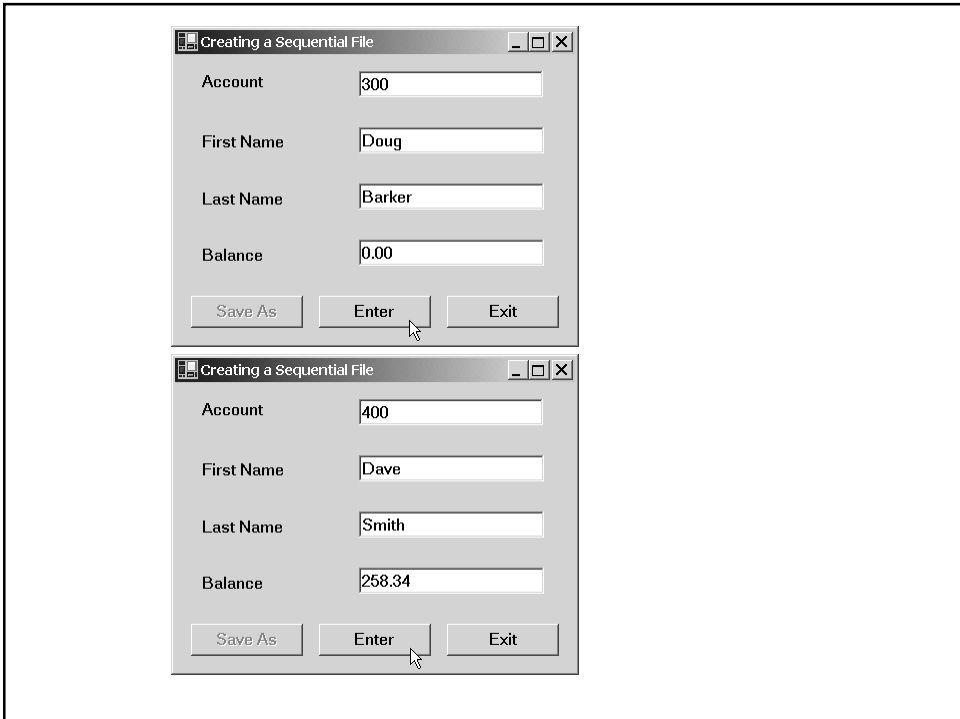 Creating a Sequential File
Account 300
First Name Doug
Last Name Barker
Balance 0.00
Save As Enter Exit
Creating a Sequential File
Account 400
First Name Dave
Last Name Smith
Balance 258.34
Save As Enter Exit